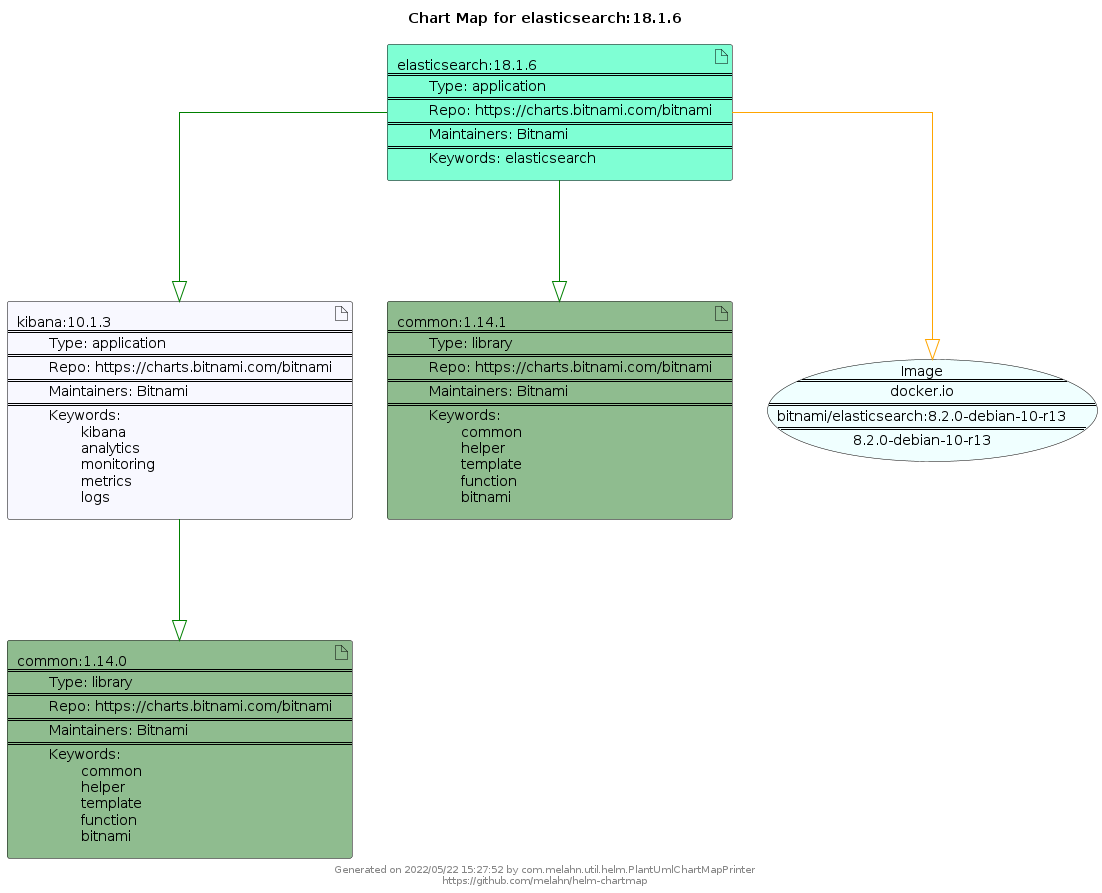 Chart Map for elasticsearch:18.1.6
elasticsearch:18.1.6
Type: application
Repo: https://charts.bitnami.com/bitnami
Maintainers: Bitnami
Keywords: elasticsearch
kibana:10.1.3
Type: application
Repo: https://charts.bitnami.com/bitnami
Maintainers: Bitnami
Keywords:
kibana
analytics
monitoring
metrics
logs
common:1.14.1
Type: library
Repo: https://charts.bitnami.com/bitnami
Maintainers: Bitnami
Keywords:
common
helper
template
function
bitnami
Image
docker.io
bitnami/elasticsearch:8.2.0-debian-10-r13
8.2.0-debian-10-r13
common:1.14.0
Type: library
Repo: https://charts.bitnami.com/bitnami
Maintainers: Bitnami
Keywords:
common
helper
template
function
bitnami
Generated on 2022/05/22 15:27:52 by com.melahn.util.helm.PlantUmlChartMapPrinter
https://github.com/melahn/helm-chartmap